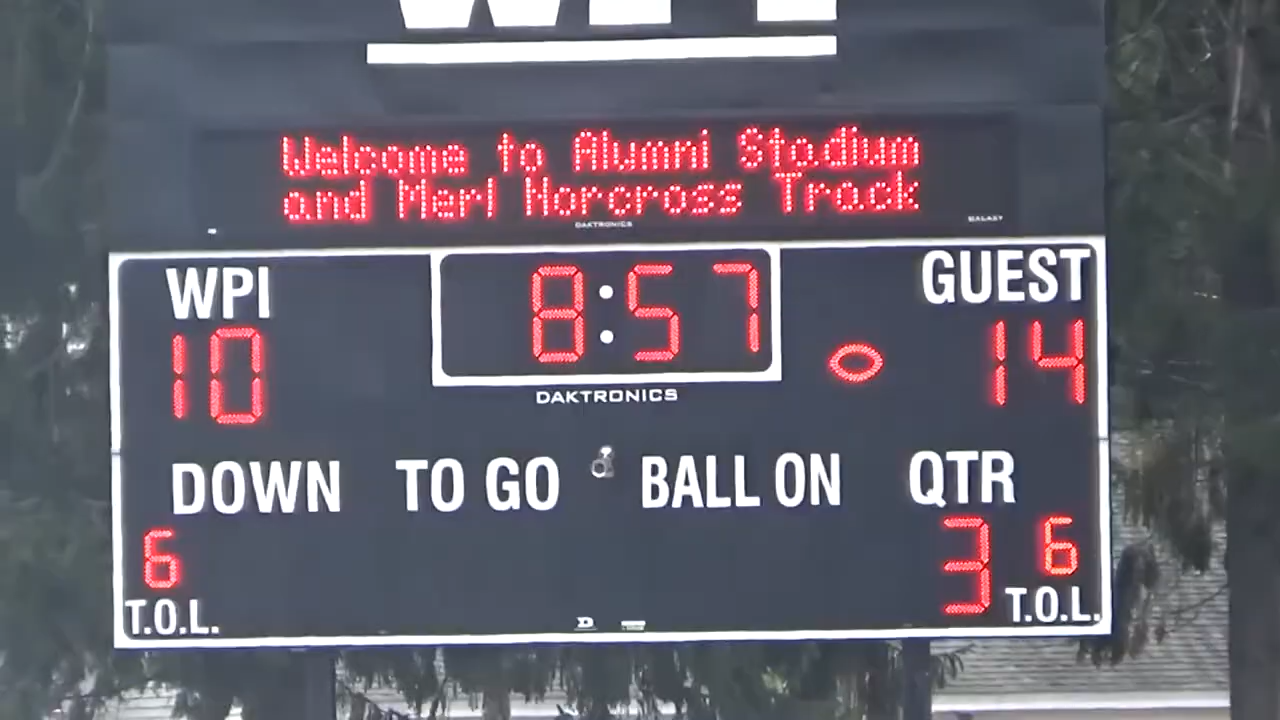 WPI
Welcome to Alumni Stadium
and Merl Norcross Track
DAKTRONICS
GALAXY
WPI
8:57
GUEST
10
14
DAKTRONICS
DOWN
TO GO
BALL ON
QTR
6
3
6
T.O.L.
T.O.L.